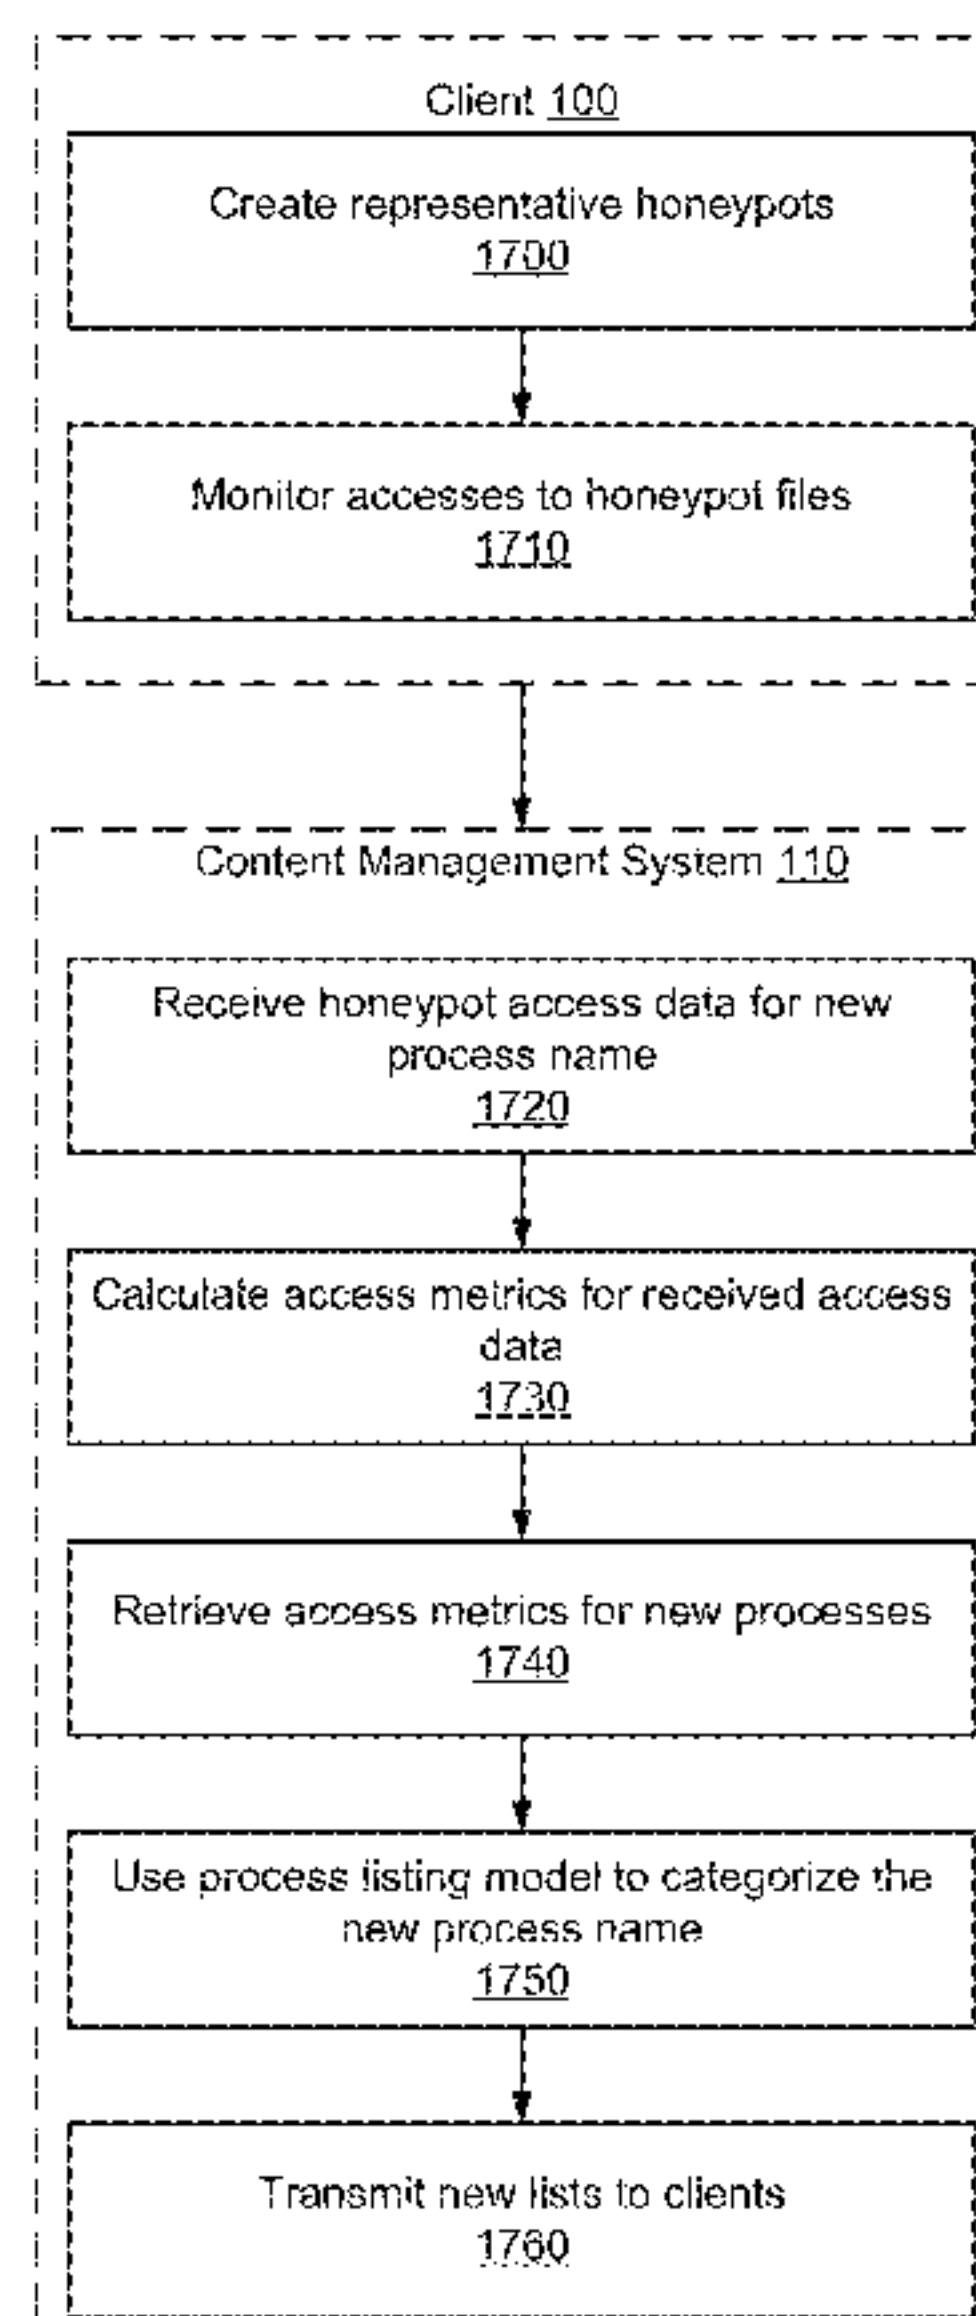 Client 100
Create representative honeypots
1700
Monitor accesses to honeypot files
1710
Content Management System 110
Receive honeypot access data for new
process name
1720
Calculate access metrics for received access
data
1730
Retrieve access metrics for new processes
1740
Use process listing model to categorize the
new process name
1750
Transmit new lists to clients
1760